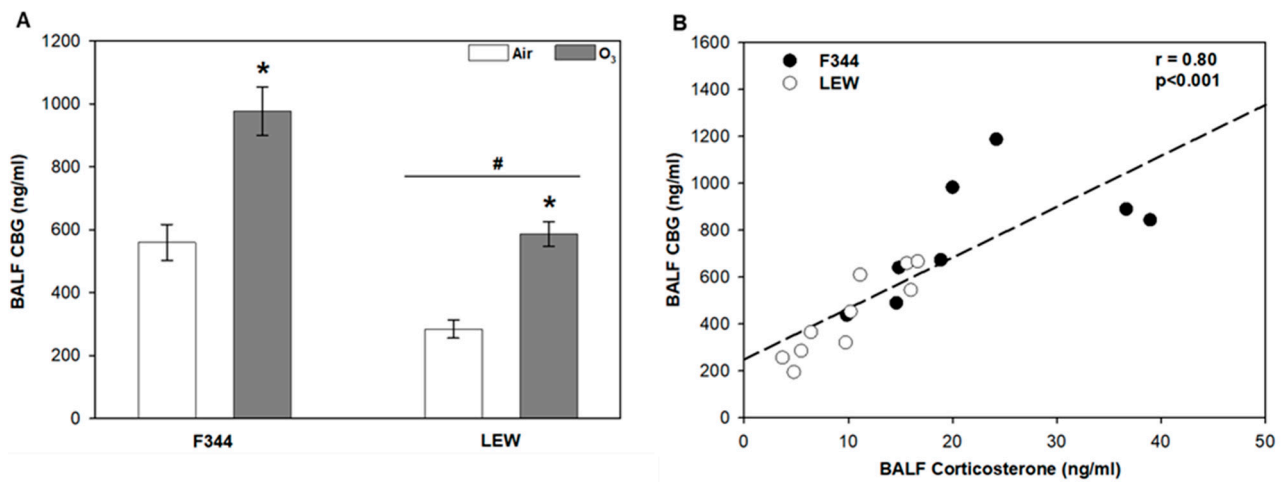 A
1200
1000
800
600
400
200
0
BALF CBG (ng/ml)
Air
O₃
*
#
*
F344
LEW
B
1600
1400
1200
1000
800
600
400
200
0
BALF CBG (ng/ml)
F344
LEW
r = 0.80
p<0.001
0 10 20 30 40 50
BALF Corticosterone (ng/ml)